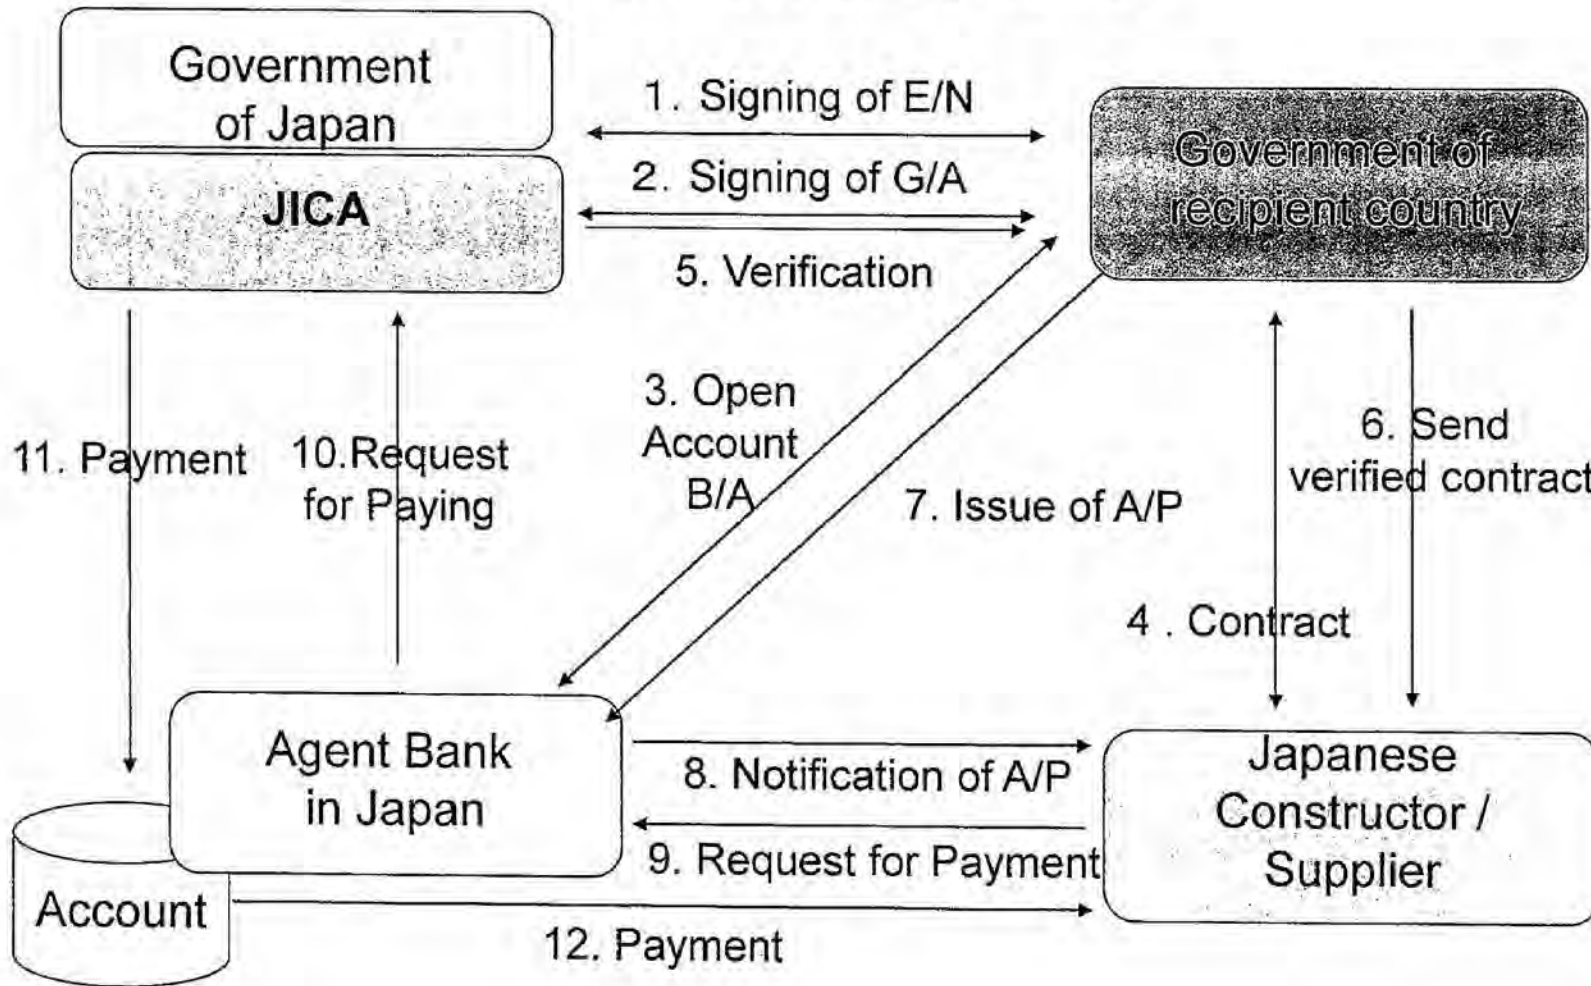 Government
of Japan
JICA
1. Signing of E/N
2. Signing of G/A
5. Verification
Government of
recipient country
3. Open
Account
B/A
7. Issue of A/P
11. Payment
10.Request
for Paying
6. Send
verified contract
4 . Contract
Agent Bank
in Japan
8. Notification of A/P
9. Request for Payment
Japanese
Constructor /
Supplier
Account
12. Payment